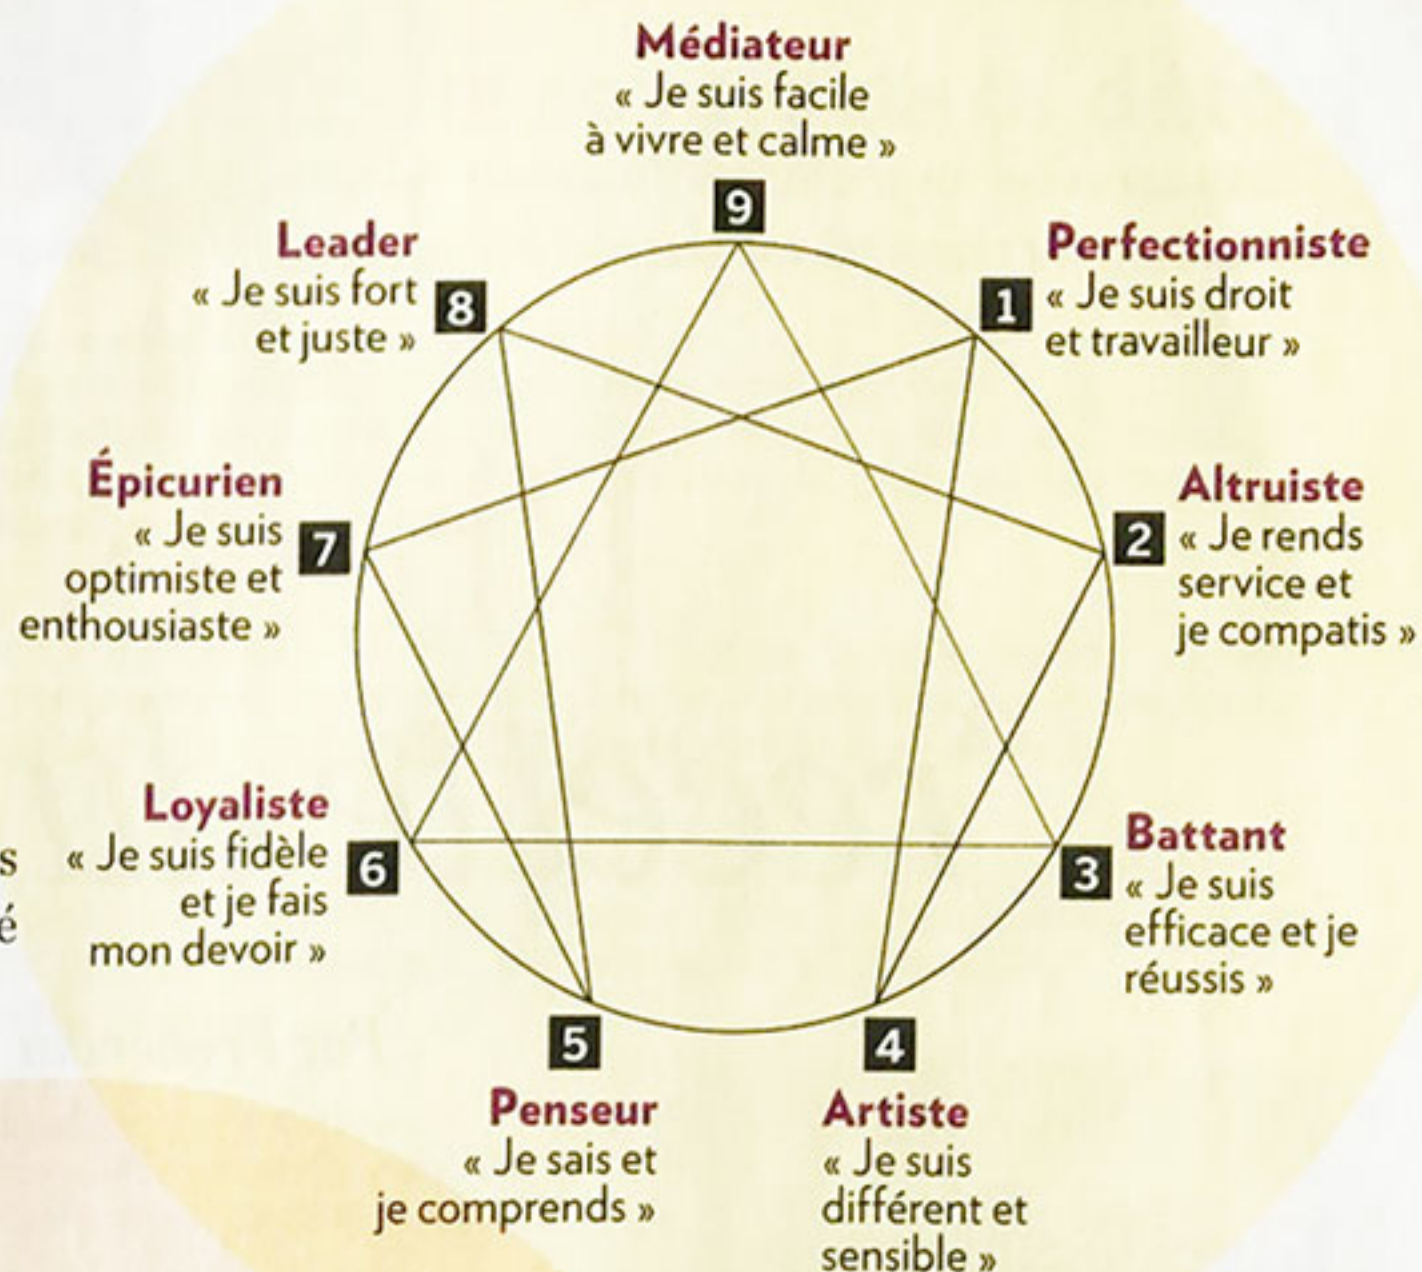 Médiateur
« Je suis facile
à vivre et calme »
9
Leader
« Je suis fort
et juste »
8
Perfectionniste
« Je suis droit
et travailleur »
1
Épicurien
« Je suis
optimiste et
enthousiaste »
7
Altruiste
« Je rends
service et
je compatis »
2
Loyaliste
« Je suis fidèle
et je fais
mon devoir »
6
s
é
Battant
« Je suis
efficace et je
réussis »
3
5
Penseur
« Je sais et
je comprends »
4
Artiste
« Je suis
différent et
sensible »